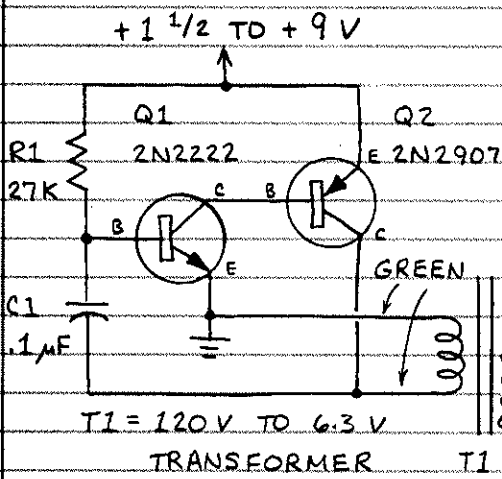 + 1 1/2 TO + 9 V
Q1
Q2
2N2222
E 2N2907
R1
27K
C
B
B
E
C
GREEN
C1
.1µF
T1 = 120 V TO 6.3 V
TRANSFORMER
T1